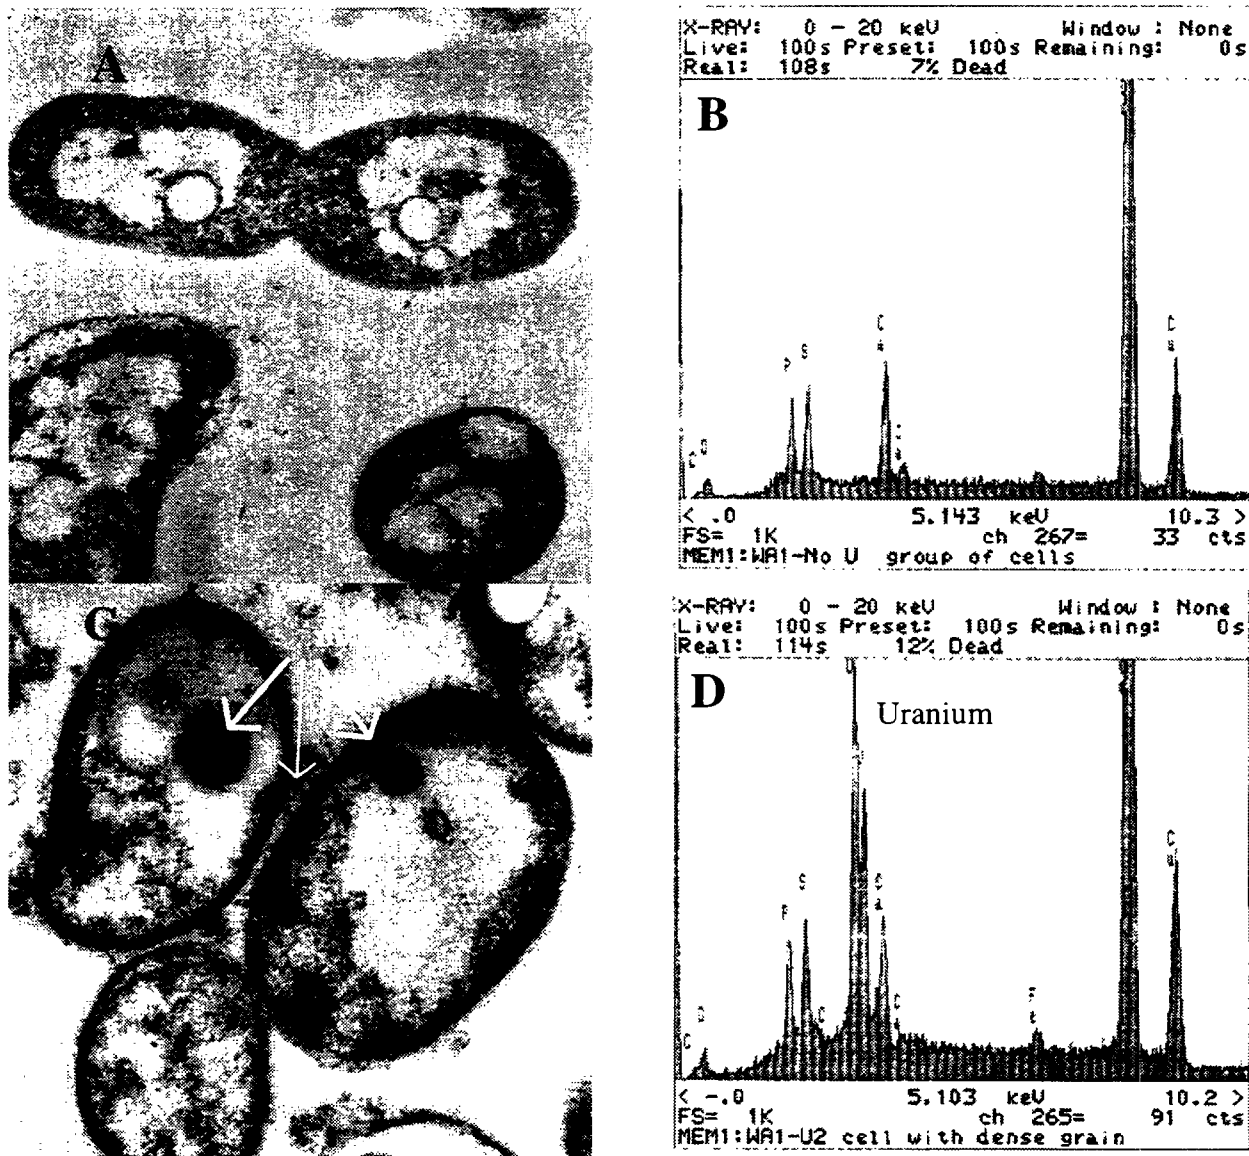 A
X-RAY: 0 - 20 keV Window : None
Live: 100s Preset: 100s Remaining: 0s
Real: 108s 7% Dead
B
P
S
C
a
C
u
C
O
< .0 5.143 keV 10.3 >
FS= 1K ch 267= 33 cts
MEM1:WA1-No U group of cells
C
X-RAY: 0 - 20 keV Window : None
Live: 100s Preset: 100s Remaining: 0s
Real: 114s 12% Dead
D
U
Uranium
P
S
C
C
a
C
a
F
e
C
u
C
O
< -.0 5.103 keV 10.2 >
FS= 1K ch 265= 91 cts
MEM1:WA1-U2 cell with dense grain